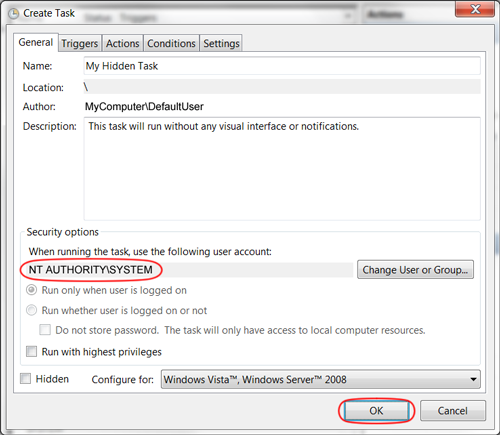 Create Task
Status Triggers
Actions
General Triggers Actions Conditions Settings
Name: My Hidden Task
Location: \
Author: MyComputer\DefaultUser
Description: This task will run without any visual interface or notifications.
Security options
When running the task, use the following user account:
NT AUTHORITY\SYSTEM Change User or Group...
Run only when user is logged on
Run whether user is logged on or not
Do not store password. The task will only have access to local computer resources.
Run with highest privileges
Hidden Configure for: Windows Vista™, Windows Server™ 2008
OK Cancel